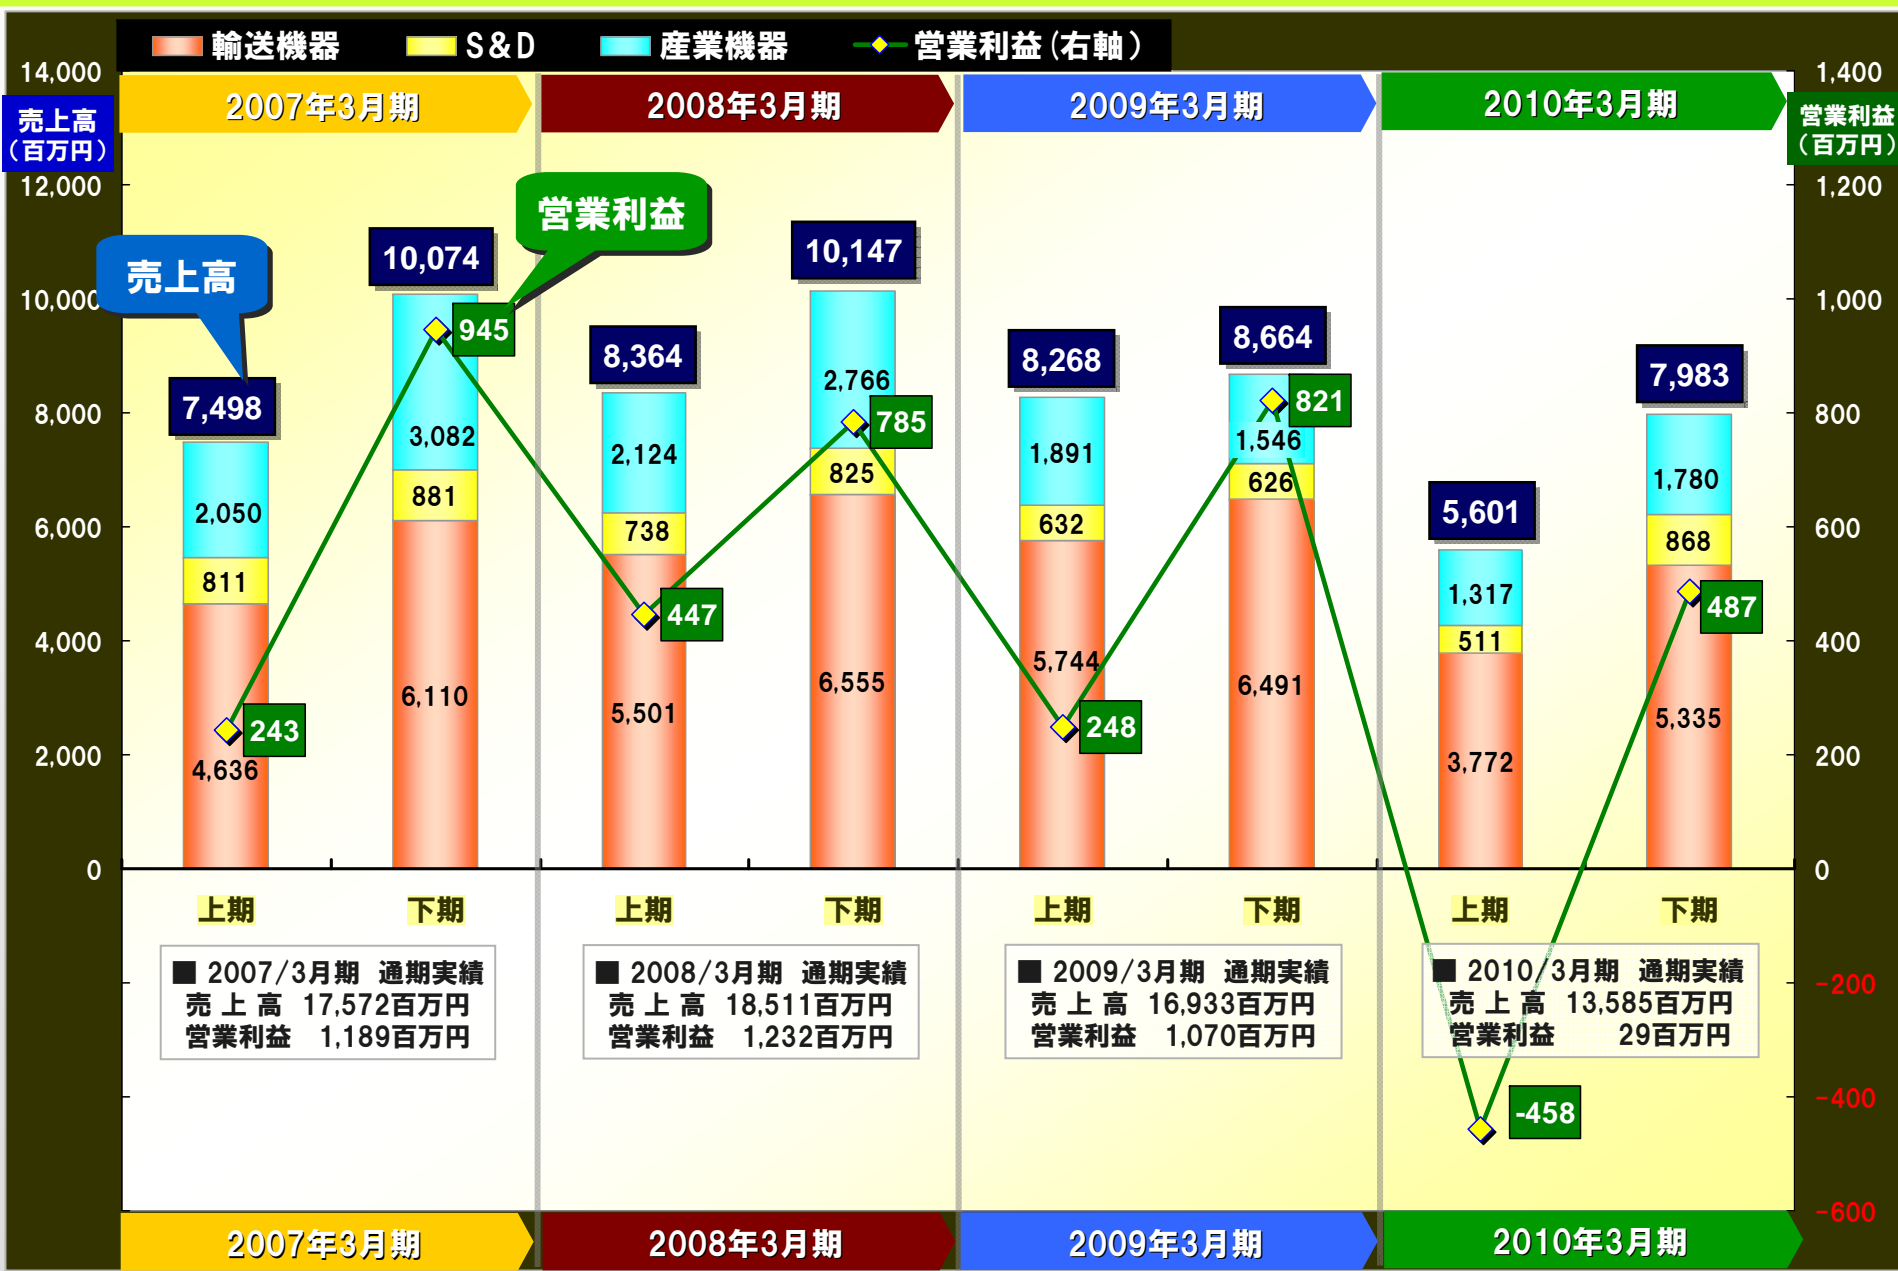 輸送機器 S&D 産業機器 営業利益(右軸)
14,000 1,400
2007年3月期 2008年3月期 2009年3月期 2010年3月期
売上高
(百万円)
営業利益
(百万円)
12,000 1,200
10,000 1,000
8,000 800
6,000 600
4,000 400
2,000 200
0 0
-200
-400
-600
売上高
営業利益
7,498
2,050
811
243
4,636
10,074
945
3,082
881
6,110
8,364
2,124
738
447
5,501
10,147
2,766
785
825
6,555
8,268
1,891
632
5,744
248
8,664
821
1,546
626
6,491
5,601
1,317
511
3,772
-458
7,983
1,780
868
487
5,335
上期 下期 上期 下期 上期 下期 上期 下期
■ 2007/3月期 通期実績
売 上 高 17,572百万円
営業利益 1,189百万円
■ 2008/3月期 通期実績
売 上 高 18,511百万円
営業利益 1,232百万円
■ 2009/3月期 通期実績
売 上 高 16,933百万円
営業利益 1,070百万円
■ 2010/3月期 通期実績
売 上 高 13,585百万円
営業利益 29百万円
2007年3月期 2008年3月期 2009年3月期 2010年3月期